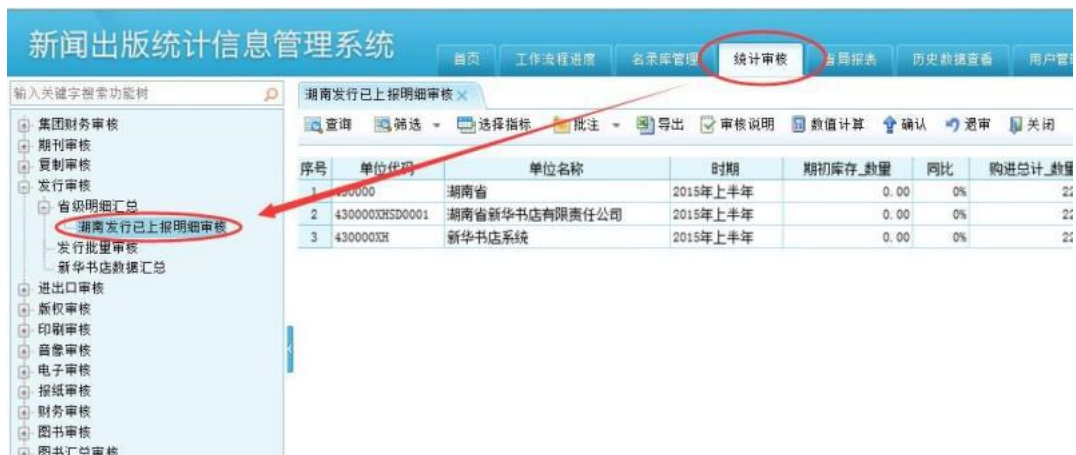 新闻出版统计信息管理系统
首页 工作流程进度 名录库管理 统计审核 省局报表 历史数据查看 用户管理
输入关键字搜索功能树
湖南发行已上报明细审核
查询 筛选 选择指标 批注 导出 审核说明 数值计算 确认 退审 关闭
集团财务审核
期刊审核
复制审核
发行审核
省级明细汇总
湖南发行已上报明细审核
发行批里审核
新华书店数据汇总
进出口审核
版权审核
印刷审核
音像审核
电子审核
报纸审核
财务审核
图书审核
图书汇总审核
序号 单位代码 单位名称 时期 期初库存_数量 同比 购进总计_数量
1 430000 湖南省 2015年上半年 0.00 0% 22
2 430000XHSD0001 湖南省新华书店有限责任公司 2015年上半年 0.00 0% 22
3 430000XH 新华书店系统 2015年上半年 0.00 0% 22